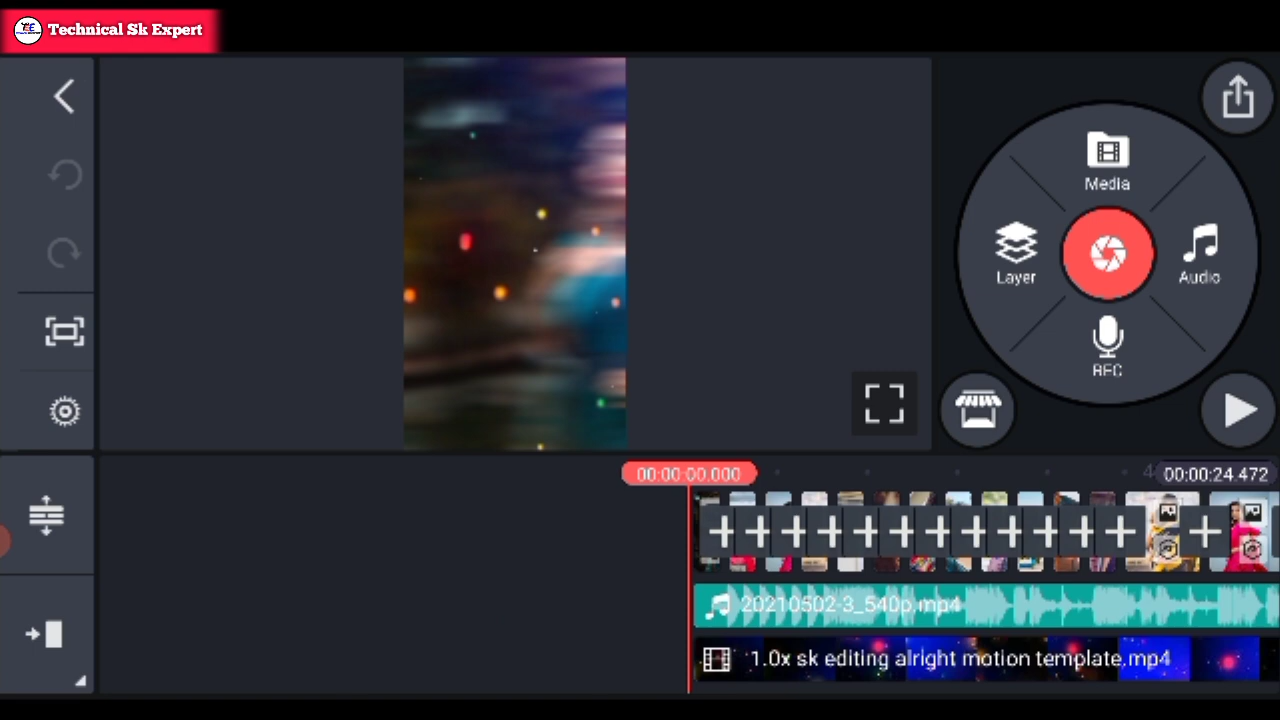 Technical Sk Expert
Media
Layer
Audio
REC
00:00:00.000
4
00:00:24.472
20210502-3_540p.mp4
1.0x sk editing alright motion template.mp4